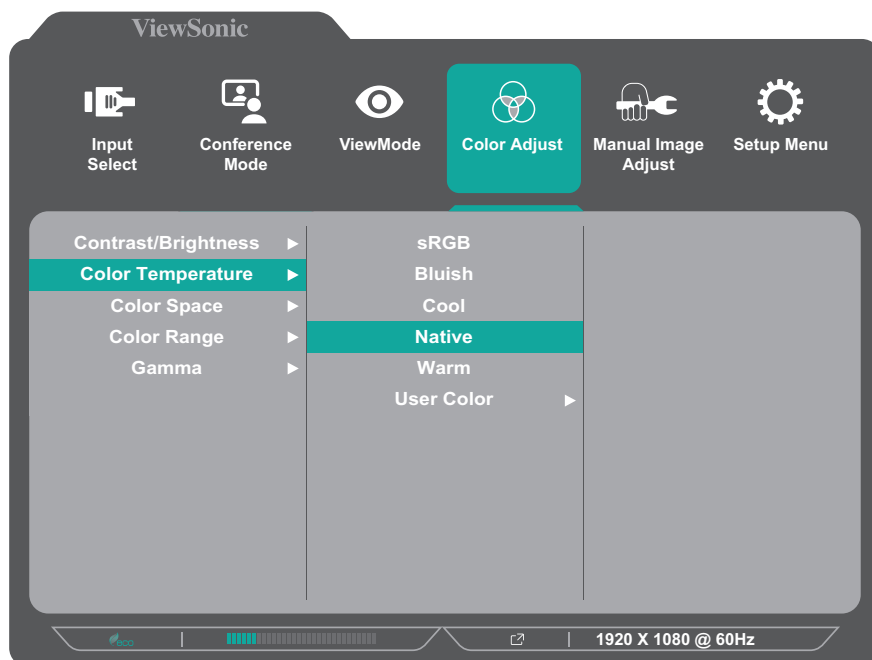 ViewSonic
Input Select
Conference Mode
ViewMode
Color Adjust
Manual Image Adjust
Setup Menu
Contrast/Brightness
Color Temperature
Color Space
Color Range
Gamma
sRGB
Bluish
Cool
Native
Warm
User Color
eco
1920 X 1080 @ 60Hz